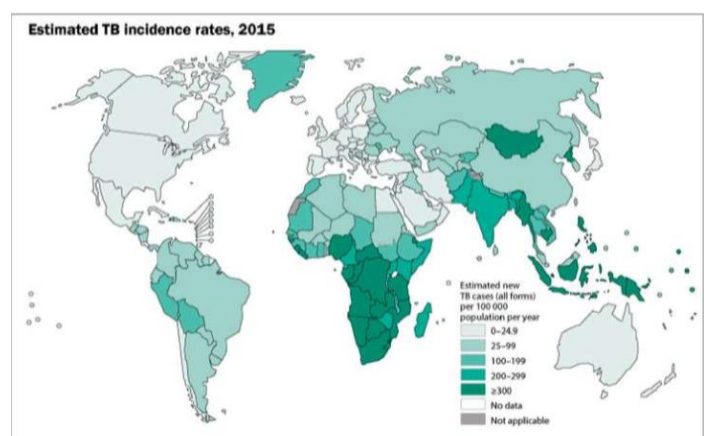 Estimated TB incidence rates, 2015
Estimated new
TB cases (all forms)
per 100 000
population per year
0–24.9
25–99
100–199
200–299
≥300
No data
Not applicable